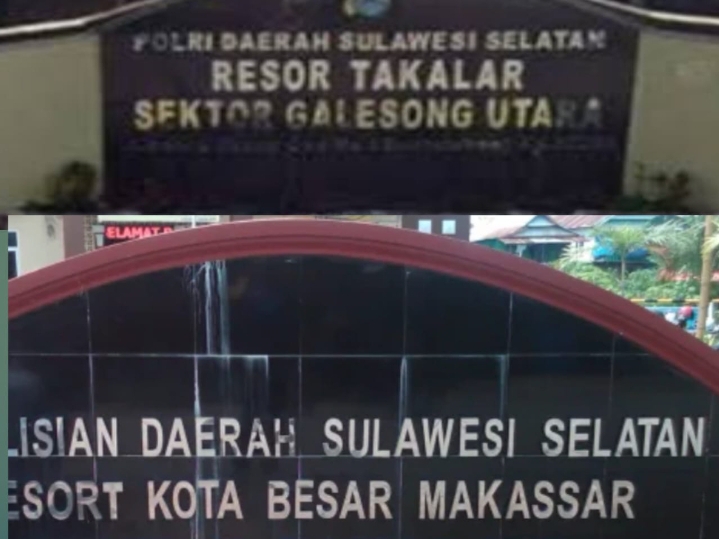 POLRI DAERAH SULAWESI SELATAN
RESOR TAKALAR
SEKTOR GALESONG UTARA
ELAMAT
LISIAN DAERAH SULAWESI SELATAN
ESORT KOTA BESAR MAKASSAR